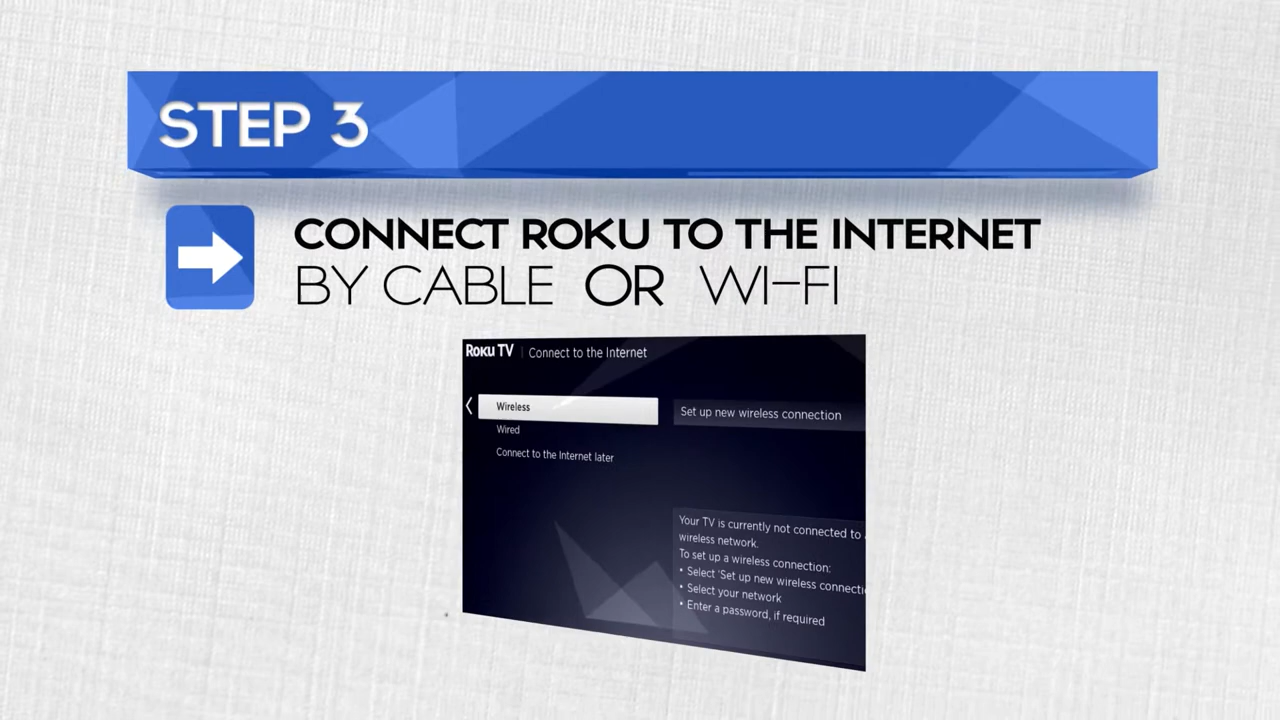 STEP 3
CONNECT ROKU TO THE INTERNET
BY CABLE OR WI-FI
Roku TV | Connect to the Internet
Wireless
Wired
Connect to the Internet later
Set up new wireless connection
Your TV is currently not connected to a
wireless network.
To set up a wireless connection:
• Select 'Set up new wireless connecti
• Select your network
• Enter a password, if required